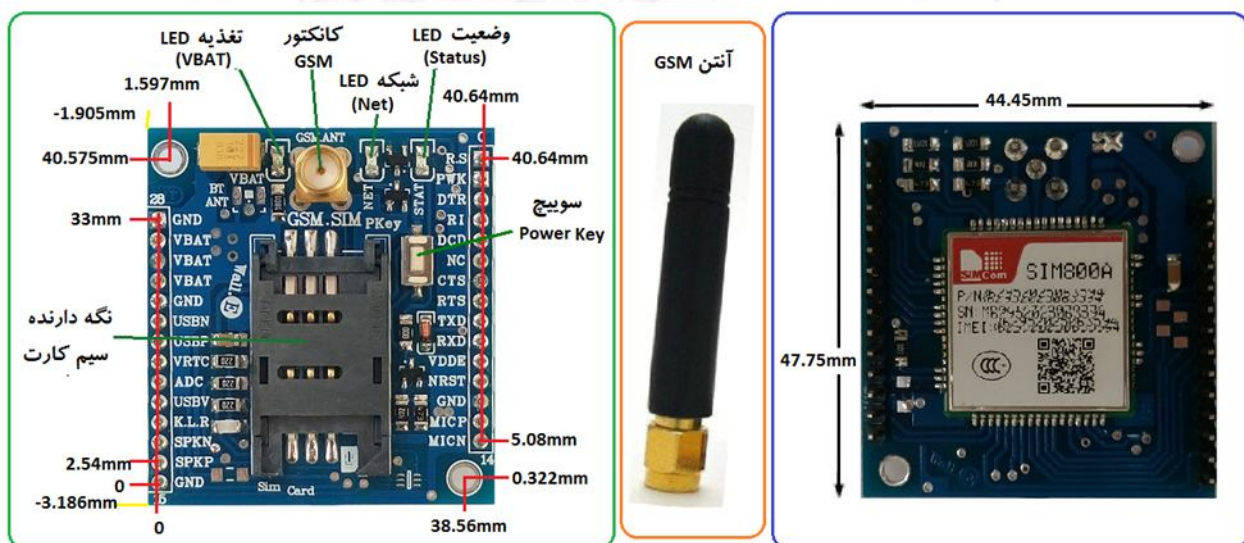 LED تغذیه
(VBAT)
کانکتور
GSM
LED شبکه
(Net)
LED وضعیت
(Status)
1.597mm
-1.905mm
40.575mm
33mm
2.54mm
0
-3.186mm
0
40.64mm
40.64mm
سوییچ
Power Key
5.08mm
0.322mm
38.56mm
نگه دارنده
سیم کارت
GSM.ANT
VBAT
BT
ANT
NET
STAT
GSM.SIM
PKey
28
GND
VBAT
VBAT
VBAT
GND
USBN
USBP
VRTC
ADC
USBV
K.L.R
SPKN
SPKP
GND
Wall.E
Sim Card
R.S
PWK
DTR
RI
DCD
NC
CTS
RTS
TXD
RXD
VDDE
NRST
GND
MICP
MICN
14
آنتن GSM
44.45mm
47.75mm
SIMCom
SIM800A
CCC